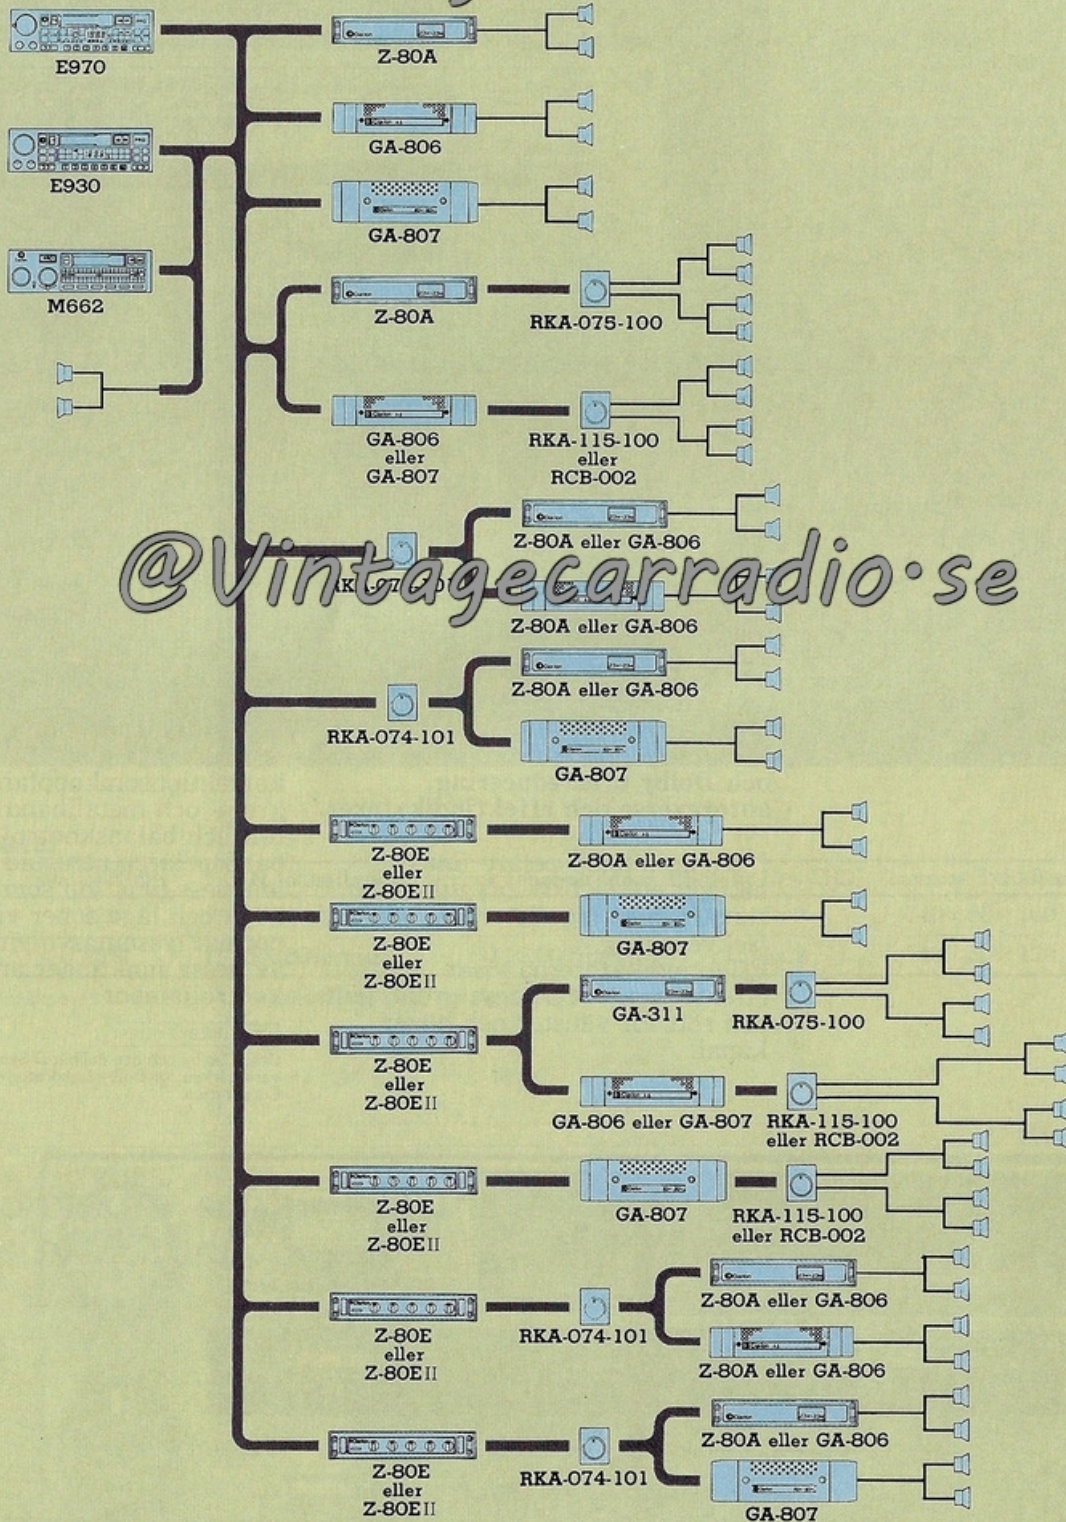 E970
Z-80A
GA-806
E930
GA-807
M662
Z-80A
RKA-075-100
GA-806
eller
GA-807
RKA-115-100
eller
RCB-002
Z-80A eller GA-806
@Vintagecarradio.se
Z-80A eller GA-806
Z-80A eller GA-806
RKA-074-101
GA-807
Z-80E
eller
Z-80EII
Z-80A eller GA-806
Z-80E
eller
Z-80EII
GA-807
GA-311
RKA-075-100
Z-80E
eller
Z-80EII
GA-806 eller GA-807
RKA-115-100
eller RCB-002
Z-80E
eller
Z-80EII
GA-807
RKA-115-100
eller RCB-002
Z-80A eller GA-806
Z-80E
eller
Z-80EII
RKA-074-101
Z-80A eller GA-806
Z-80A eller GA-806
Z-80E
eller
Z-80EII
RKA-074-101
GA-807